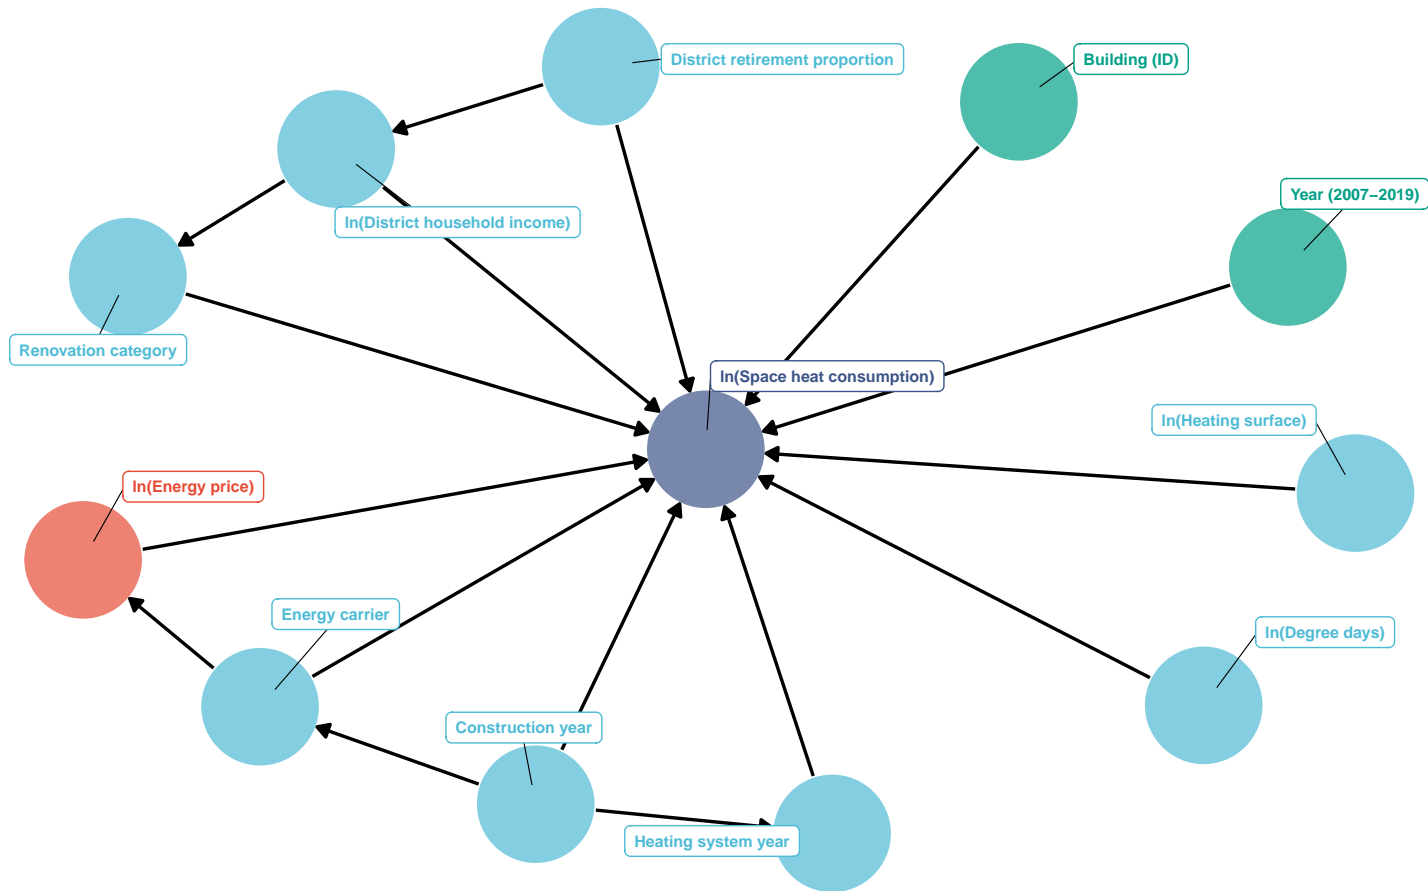 District retirement proportion
Building (ID)
Year (2007–2019)
ln(District household income)
Renovation category
ln(Space heat consumption)
ln(Heating surface)
ln(Energy price)
Energy carrier
ln(Degree days)
Construction year
Heating system year